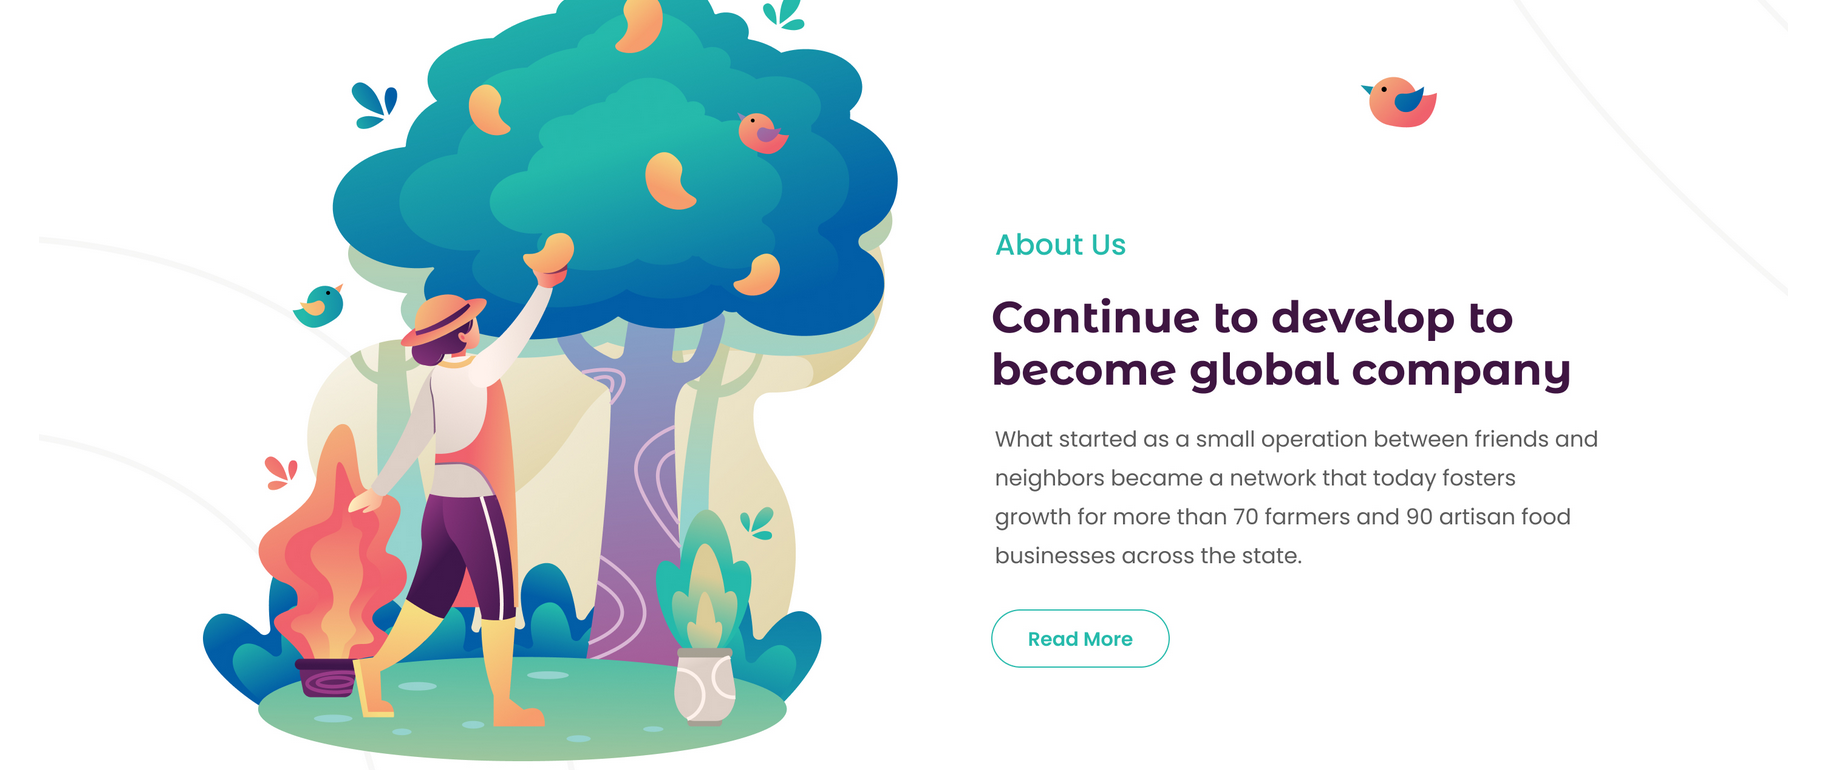 About Us
Continue to develop to
become global company
What started as a small operation between friends and
neighbors became a network that today fosters
growth for more than 70 farmers and 90 artisan food
businesses across the state.
Read More